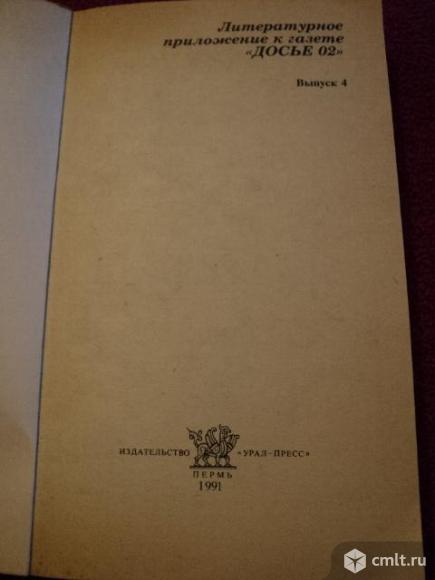 Литературное
приложение к газете
«ДОСЬЕ 02»
Выпуск 4
ИЗДАТЕЛЬСТВО «УРАЛ-ПРЕСС»
ПЕРМЬ
1991
cmlt.ru